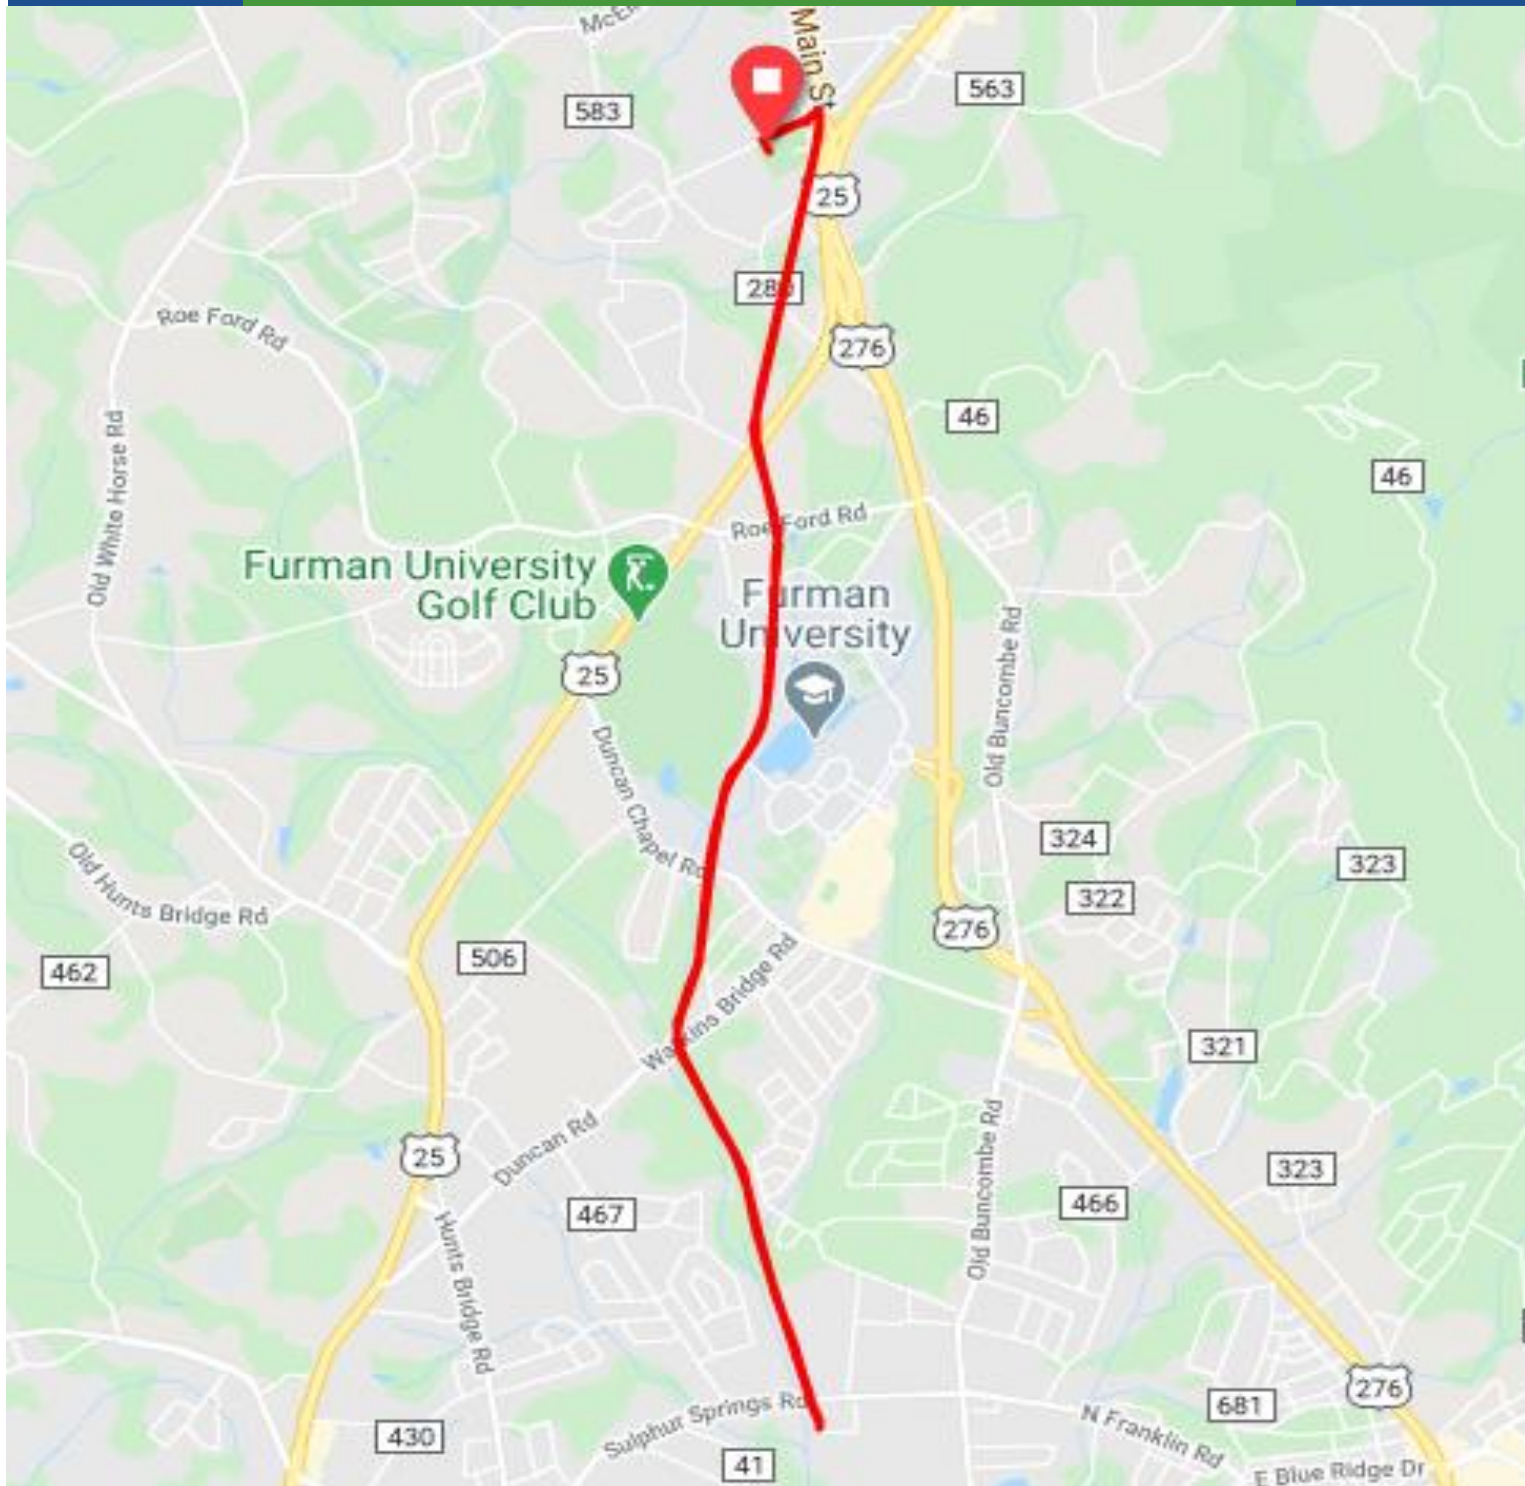 McEl
Main St
563
583
25
280
Roe Ford Rd
276
46
46
Old White Horse Rd
Roe Ford Rd
Furman University
Golf Club
Furman
University
Old Buncombe Rd
25
Duncan Chapel Rd
324
323
Old Hunts Bridge Rd
322
276
506
462
Watkins Bridge Rd
321
Duncan Rd
Old Buncombe Rd
25
323
466
467
Hunts Bridge Rd
276
681
Sulphur Springs Rd
N Franklin Rd
430
41
E Blue Ridge Dr